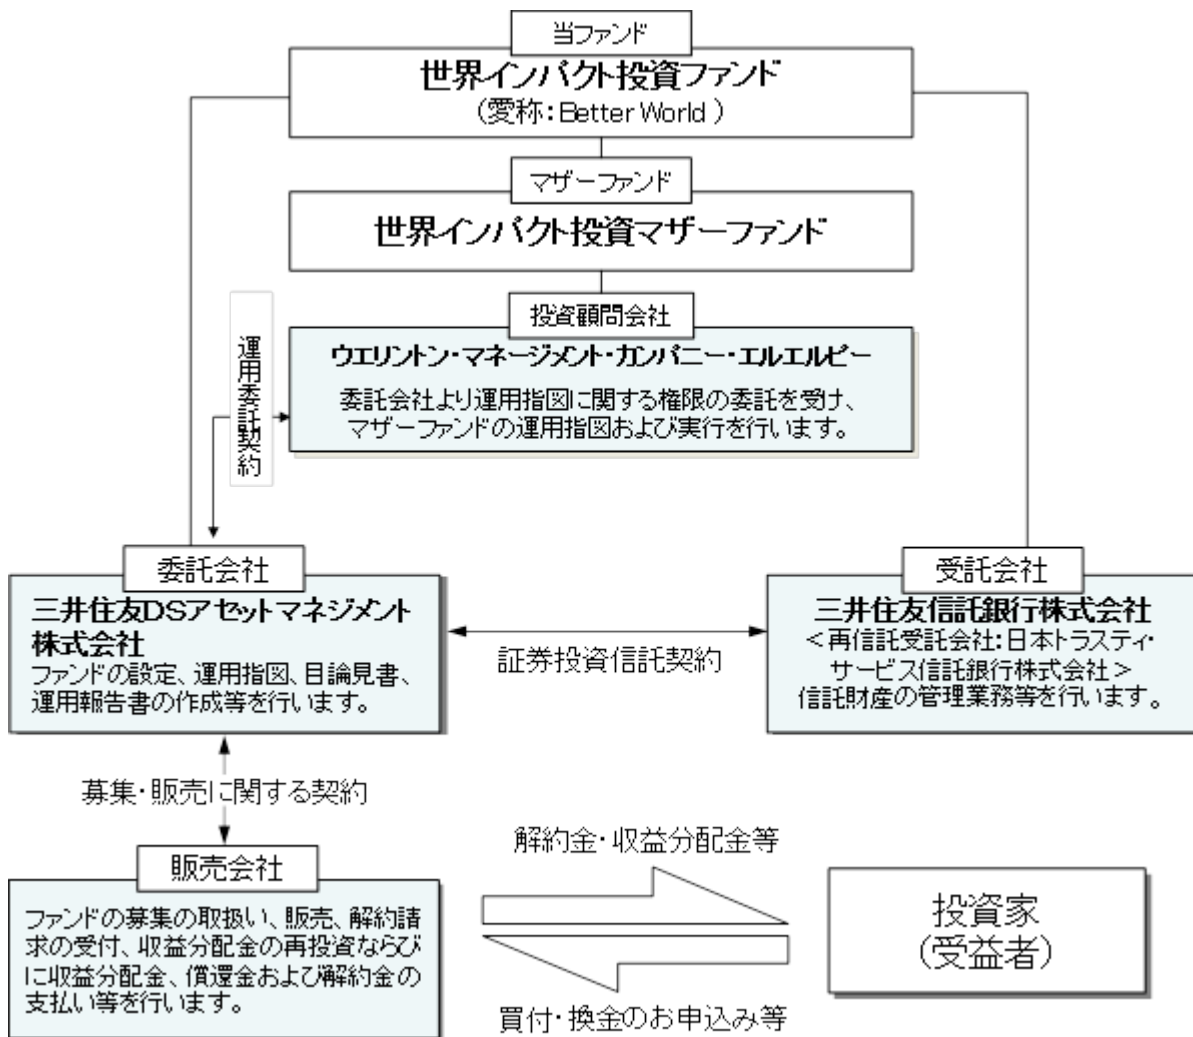 当ファンド
世界インパクト投資ファンド
（愛称：Better World ）
マザーファンド
世界インパクト投資マザーファンド
投資顧問会社
ウエリントン・マネージメント・カンパニー・エルエルピー
委託会社より運用指図に関する権限の委託を受け、
マザーファンドの運用指図および実行を行います。
運用委託契約
委託会社
三井住友DSアセットマネジメント
株式会社
ファンドの設定、運用指図、目論見書、
運用報告書の作成等を行います。
証券投資信託契約
受託会社
三井住友信託銀行株式会社
＜再信託受託会社：日本トラスティ・
サービス信託銀行株式会社＞
信託財産の管理業務等を行います。
募集・販売に関する契約
販売会社
ファンドの募集の取扱い、販売、解約請
求の受付、収益分配金の再投資ならび
に収益分配金、償還金および解約金の
支払い等を行います。
解約金・収益分配金等
買付・換金のお申込み等
投資家
（受益者）